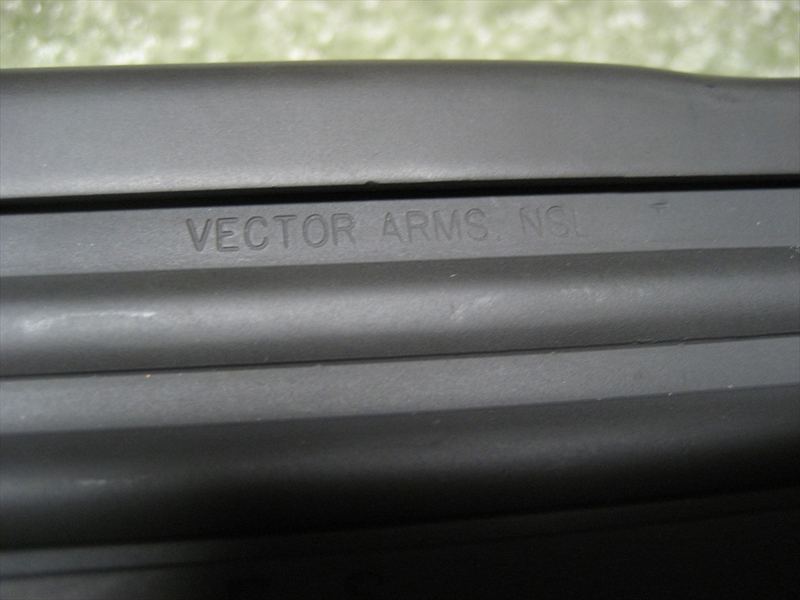 VECTOR ARMS, NSL T